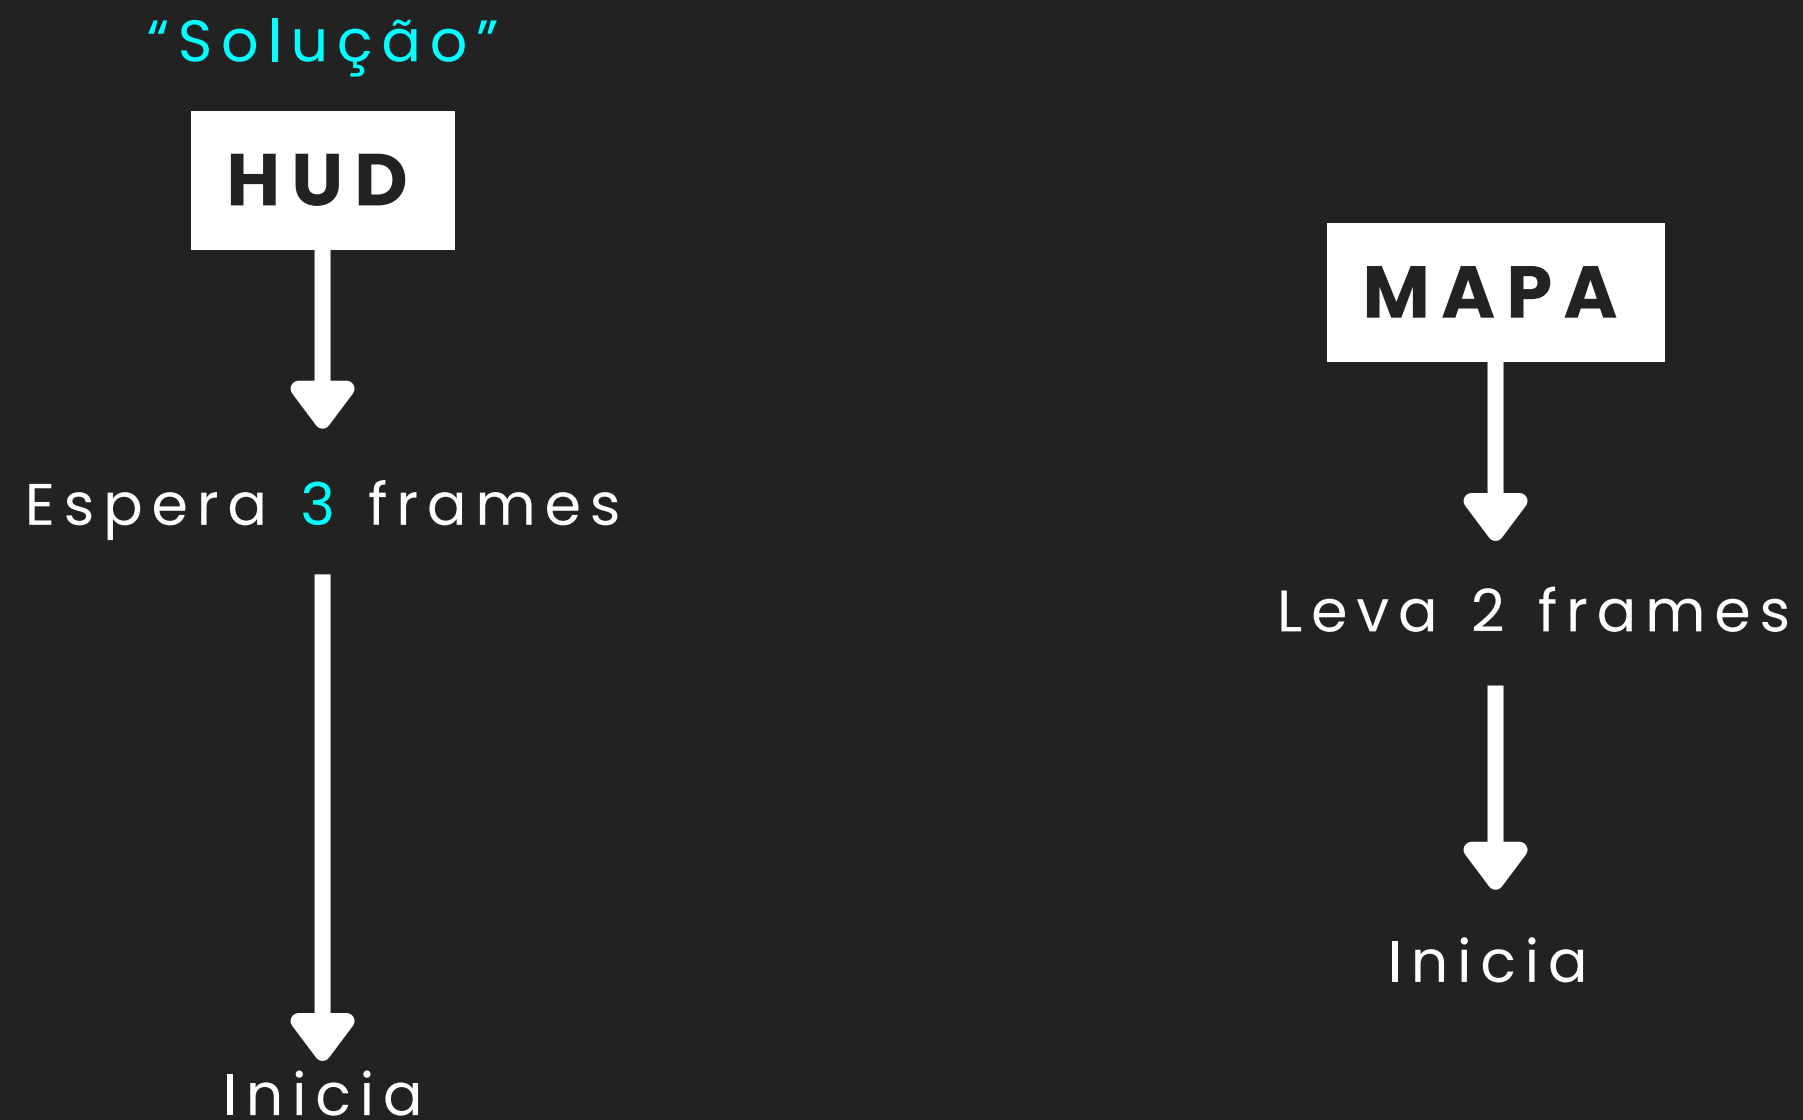 “Solução”
HUD
Espera 3 frames
Inicia
MAPA
Leva 2 frames
Inicia